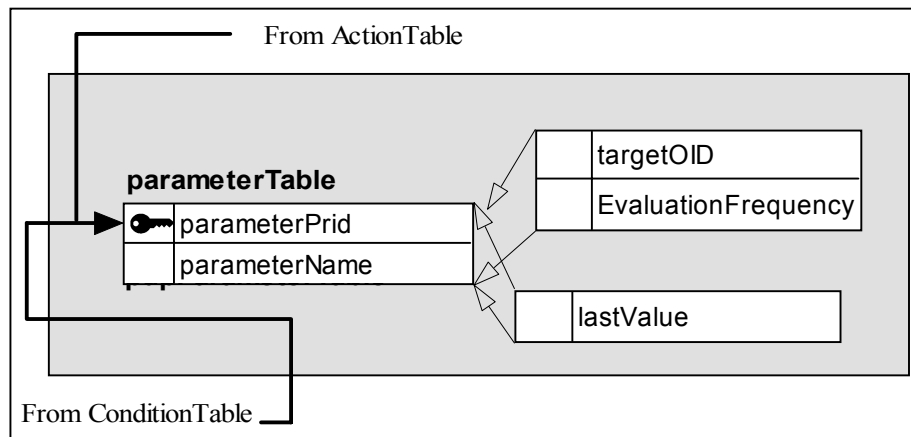 From ActionTable
parameterTable
parameterPrid
parameterName
targetOID
EvaluationFrequency
lastValue
From ConditionTable